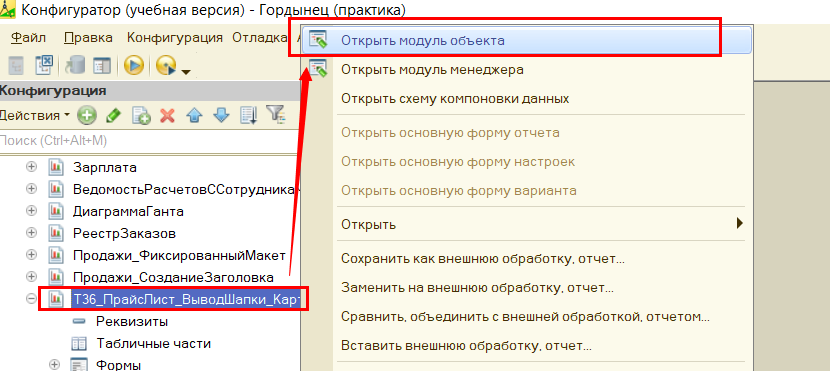 Конфигуратор (учебная версия) - Гордынец (практика)
Файл Правка Конфигурация Отладка
Конфигурация
Действия
Поиск (Ctrl+Alt+M)
Зарплата
ВедомостьРасчетовССотрудника
ДиаграммаГанта
РеестрЗаказов
Продажи_ФиксированныйМакет
Продажи_СозданиеЗаголовка
Т36_ПрайсЛист_ВыводШапки_Карт
Реквизиты
Табличные части
Формы
Открыть модуль объекта
Открыть модуль менеджера
Открыть схему компоновки данных
Открыть основную форму отчета
Открыть основную форму настроек
Открыть основную форму варианта
Открыть
Сохранить как внешнюю обработку, отчет...
Заменить на внешнюю обработку, отчет...
Сравнить, объединить с внешней обработкой, отчетом...
Вставить внешнюю обработку, отчет...